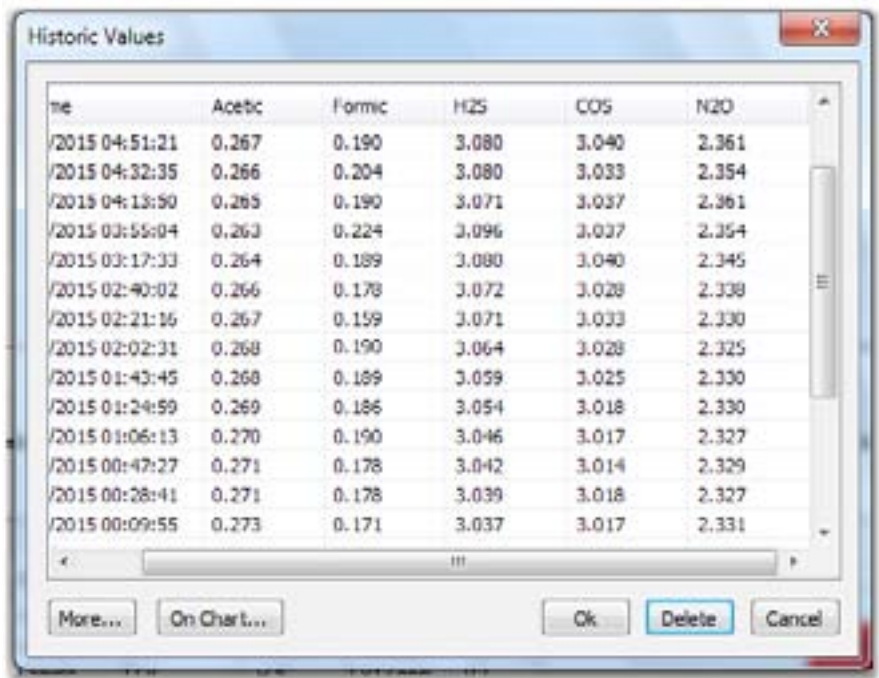 Historic Values
me Acetic Formic H2S COS N2O
/2015 04:51:21 0.267 0.190 3.080 3.040 2.361
/2015 04:32:35 0.266 0.204 3.080 3.033 2.354
/2015 04:13:50 0.265 0.190 3.071 3.037 2.361
/2015 03:55:04 0.263 0.224 3.096 3.037 2.354
/2015 03:17:33 0.264 0.189 3.080 3.040 2.345
/2015 02:40:02 0.266 0.178 3.072 3.028 2.338
/2015 02:21:16 0.267 0.159 3.071 3.033 2.330
/2015 02:02:31 0.268 0.190 3.064 3.028 2.325
/2015 01:43:45 0.268 0.189 3.059 3.025 2.330
/2015 01:24:59 0.269 0.186 3.054 3.018 2.330
/2015 01:06:13 0.270 0.190 3.046 3.017 2.327
/2015 00:47:27 0.271 0.178 3.042 3.014 2.329
/2015 00:28:41 0.271 0.178 3.039 3.018 2.327
/2015 00:09:55 0.273 0.171 3.037 3.017 2.331
More... On Chart... Ok Delete Cancel